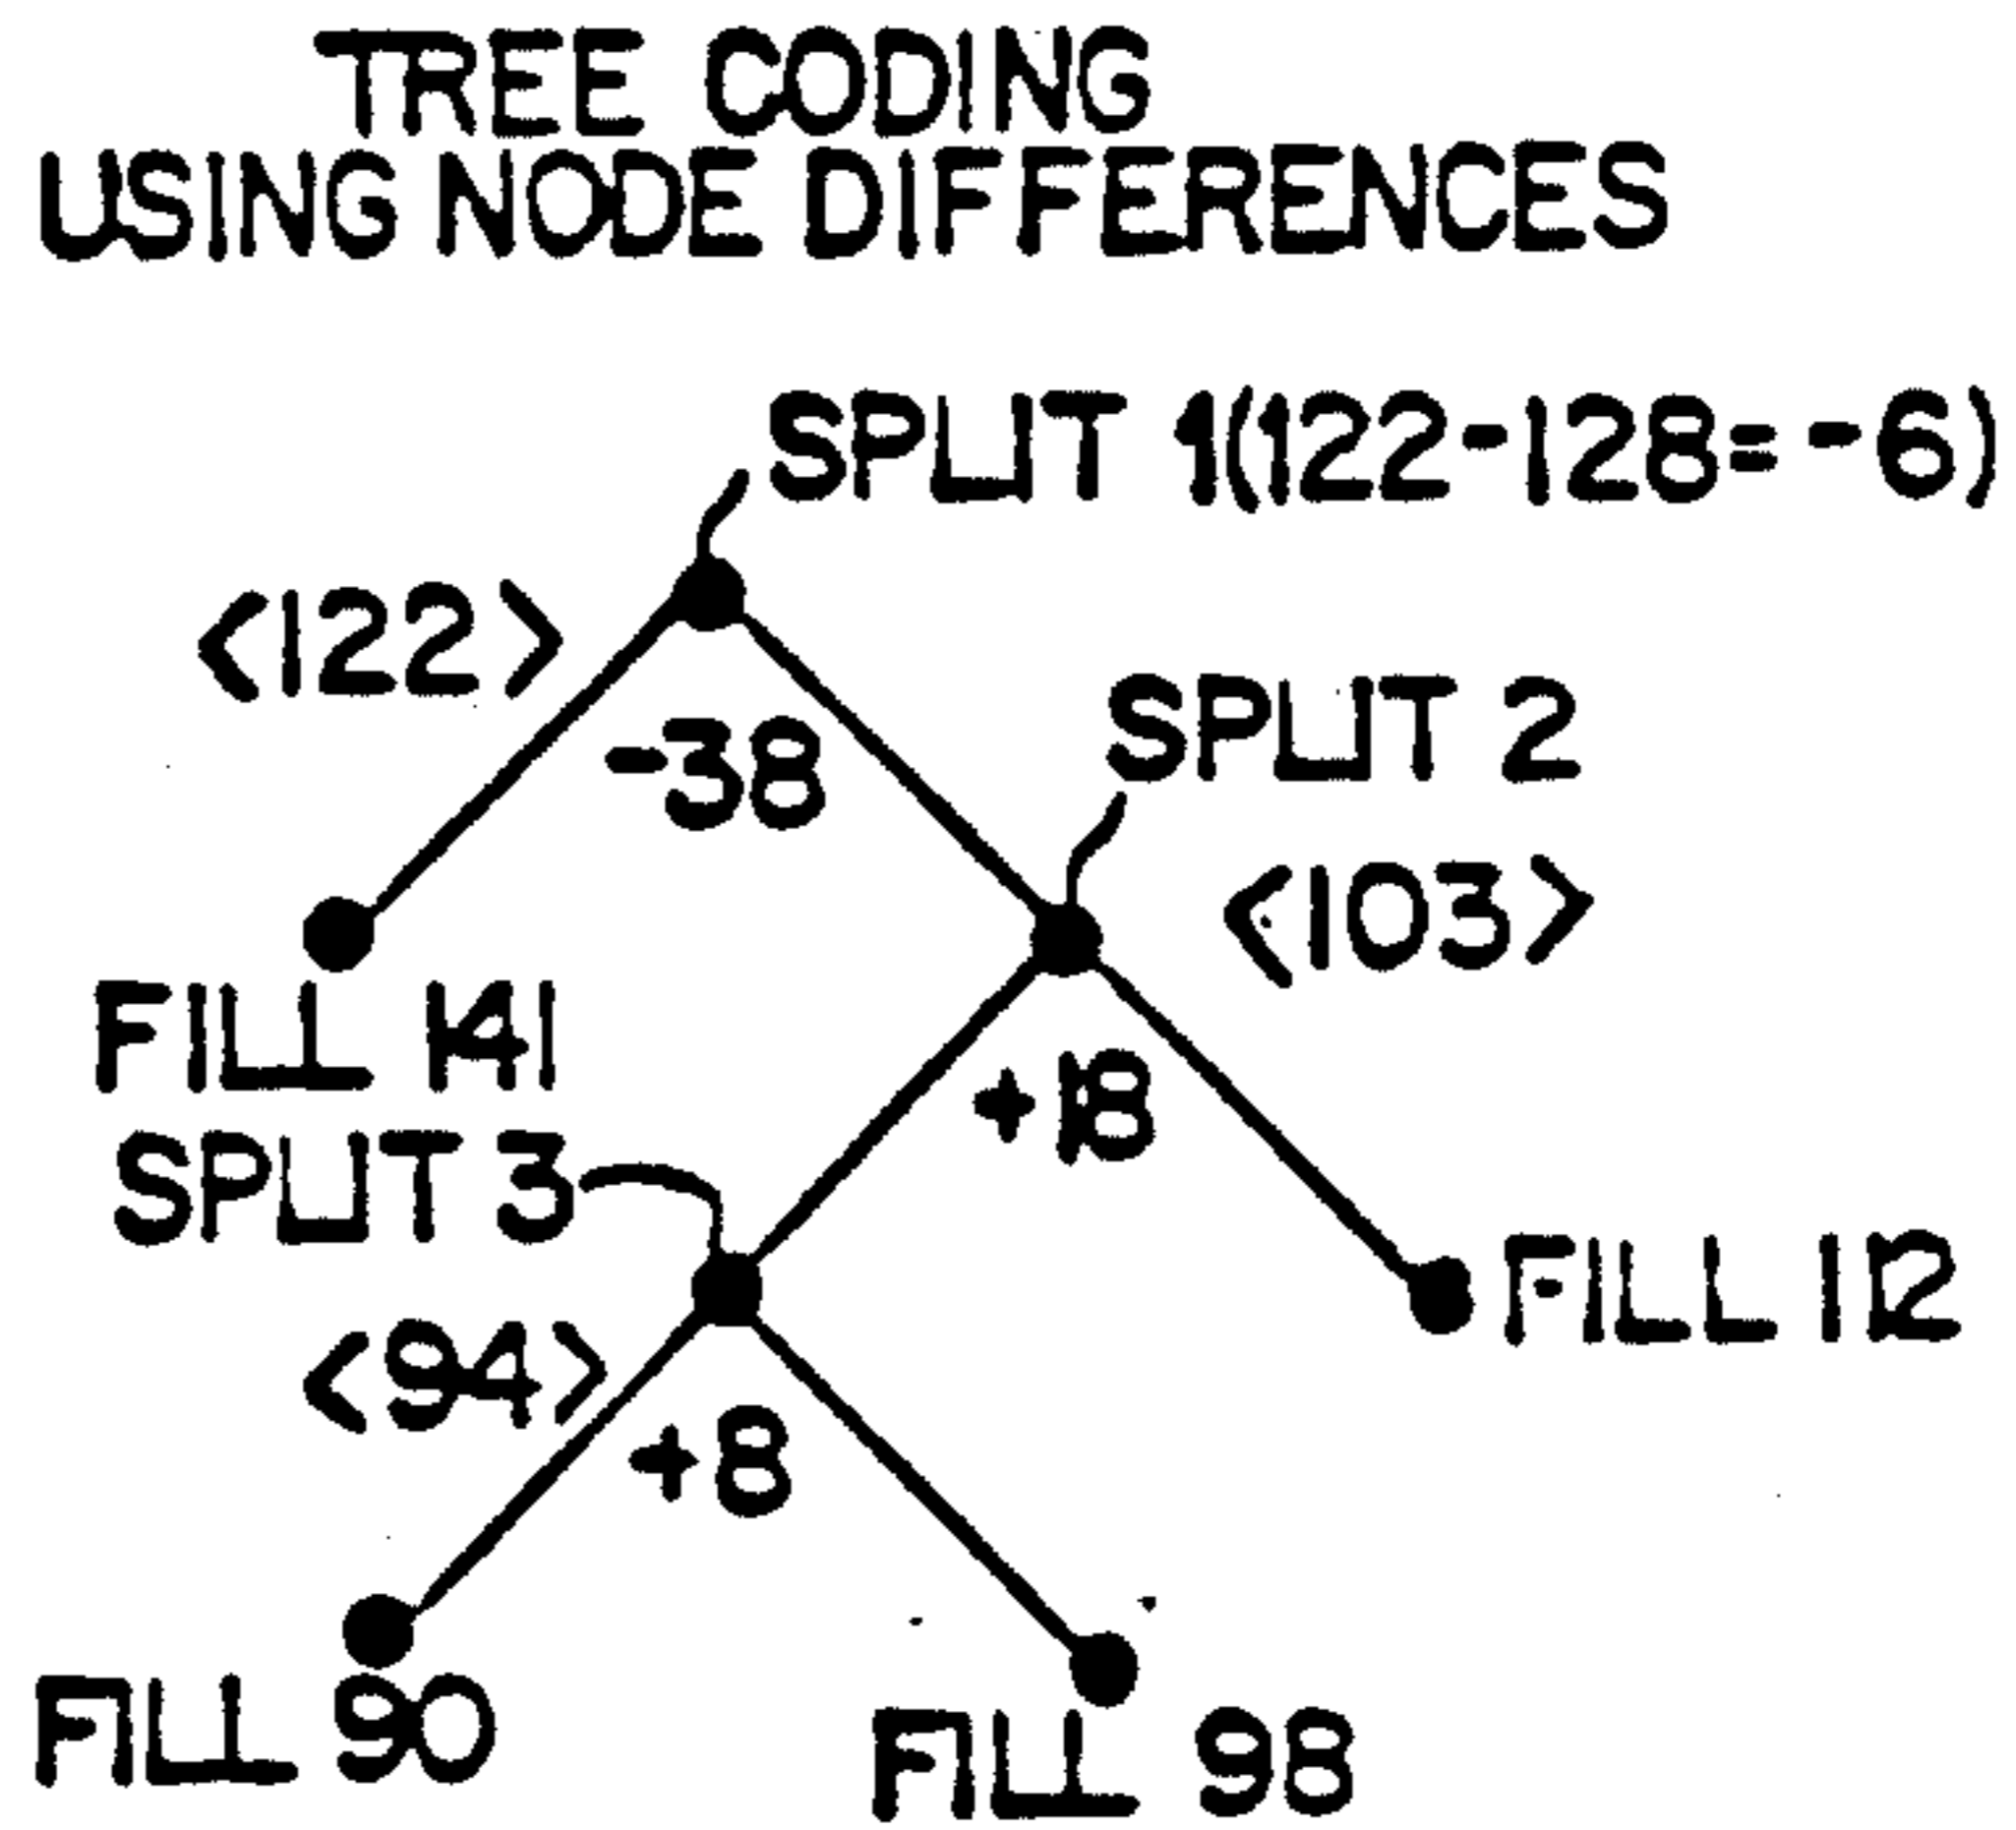 TREE CODING
USING NODE DIFFERENCES
SPLIT 1(122-128=-6)
<122>
-38
SPLIT 2
<103>
FILL 141
+18
SPLIT 3
FILL 12
<94>
+8
FILL 90
FILL 98